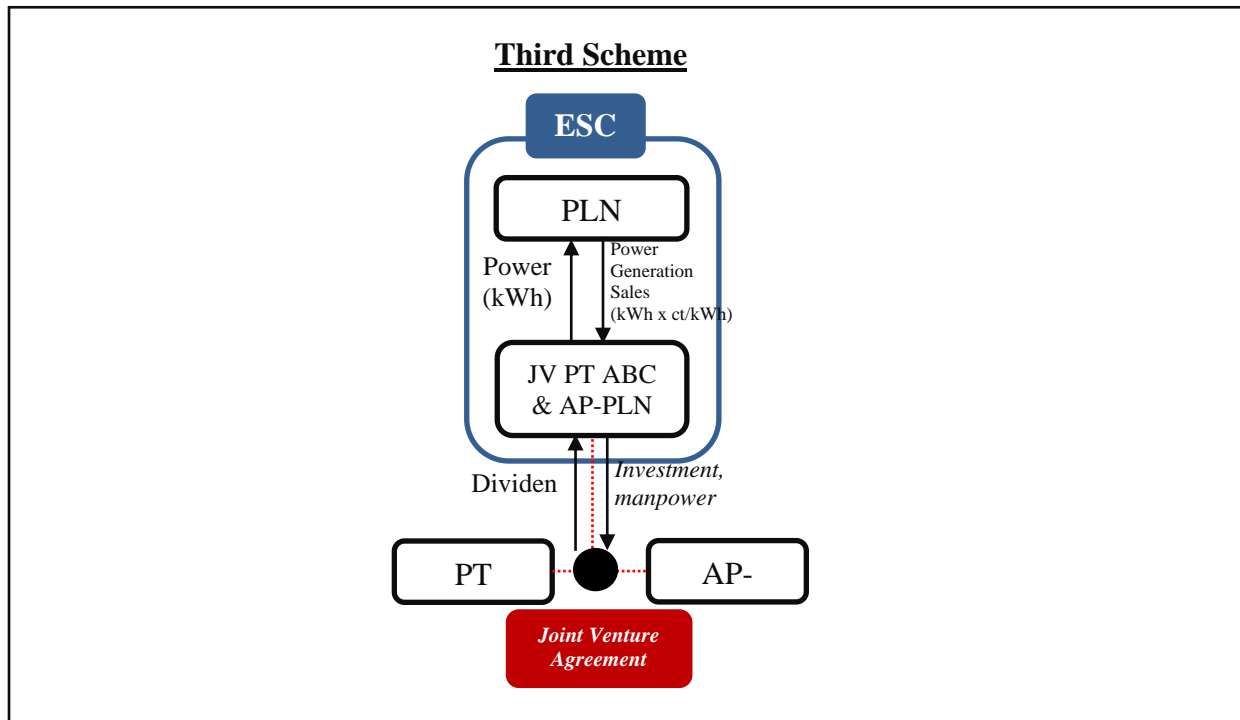 Third Scheme
ESC
PLN
Power
(kWh)
Power
Generation
Sales
(kWh x ct/kWh)
JV PT ABC
& AP-PLN
Dividen
Investment,
manpower
PT
AP-
Joint Venture
Agreement